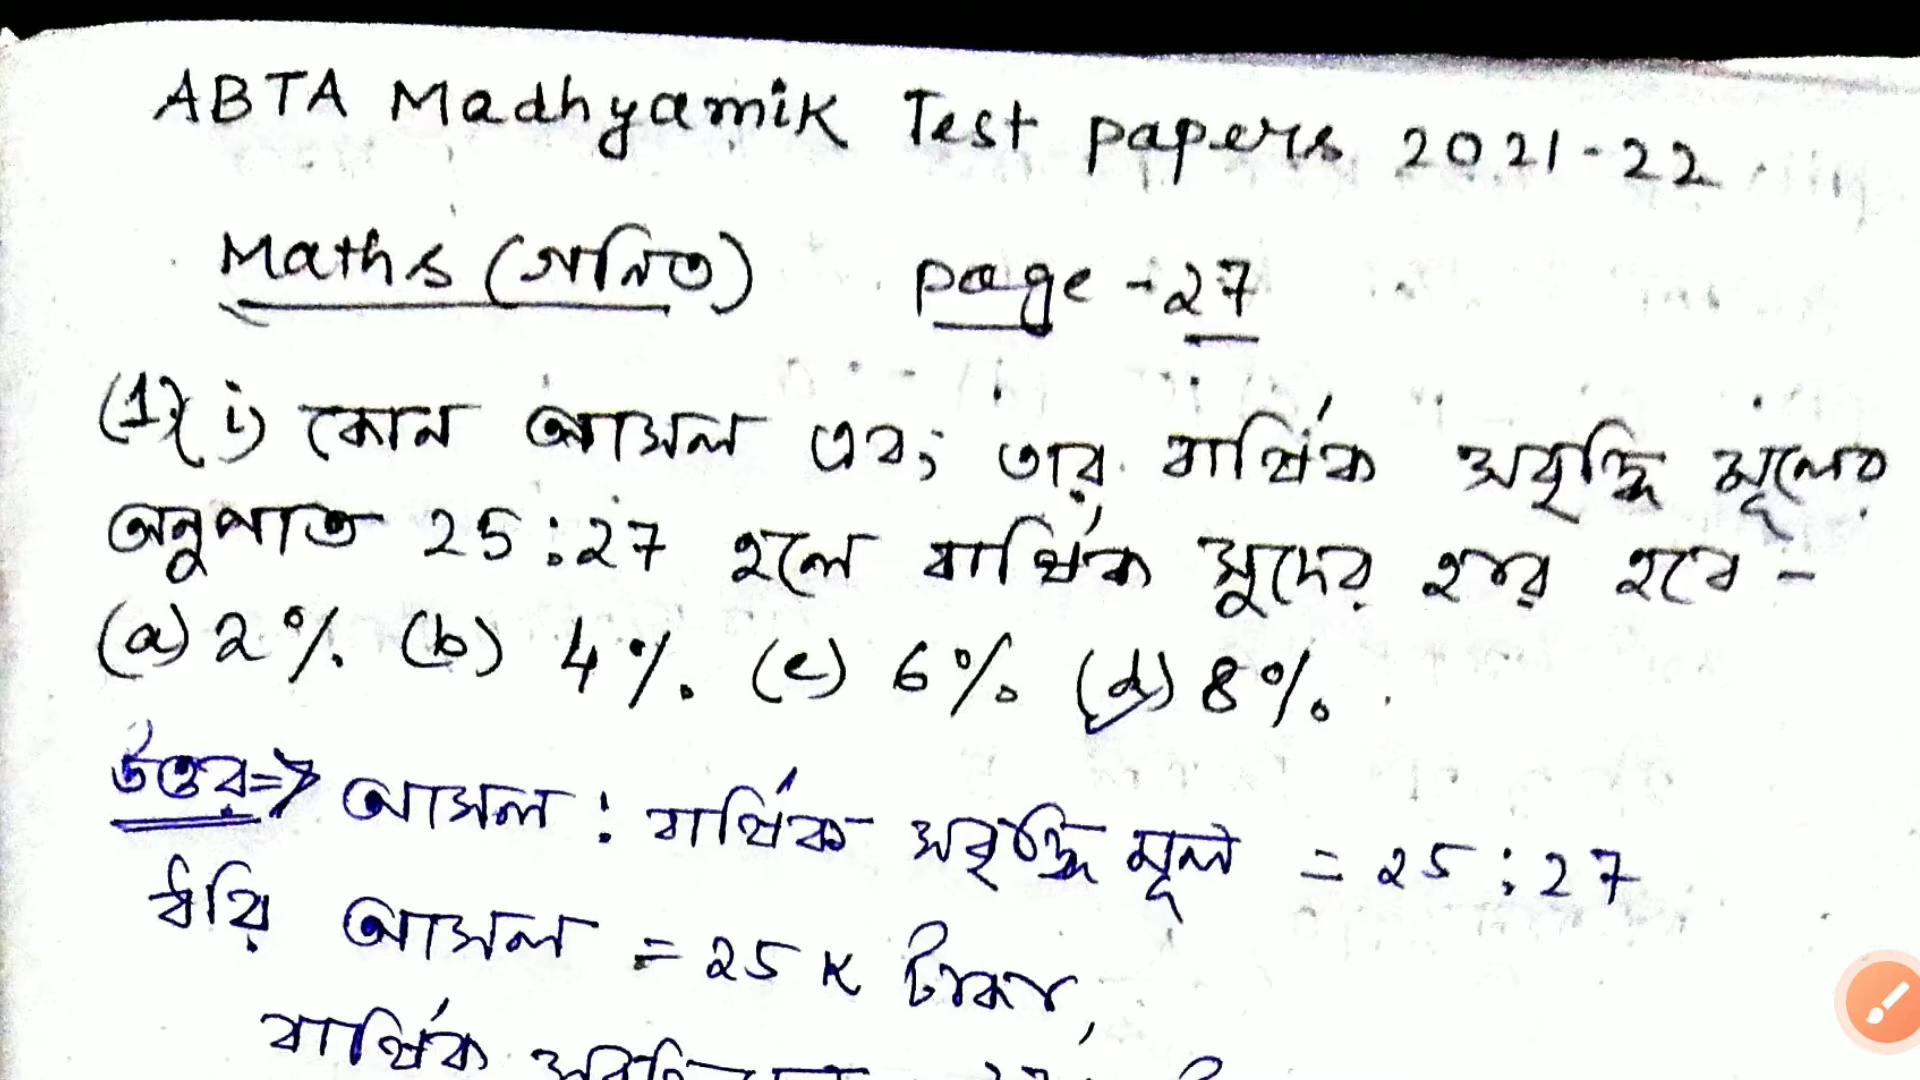 ABTA Madhyamik Test papers 2021-22
Maths (গনিত) page - 27
(1) i) কোন আসল এবং তার বার্ষিক সবৃদ্ধি মূলের
অনুপাত 25:27 হলে বার্ষিক সুদের হার হবে -
(a) 2%. (b) 4%. (c) 6%. (d) 8%.
উত্তর=> আসল : বার্ষিক সবৃদ্ধি মূল = 25:27
ধরি আসল = 25K টাকা,
বার্ষিক